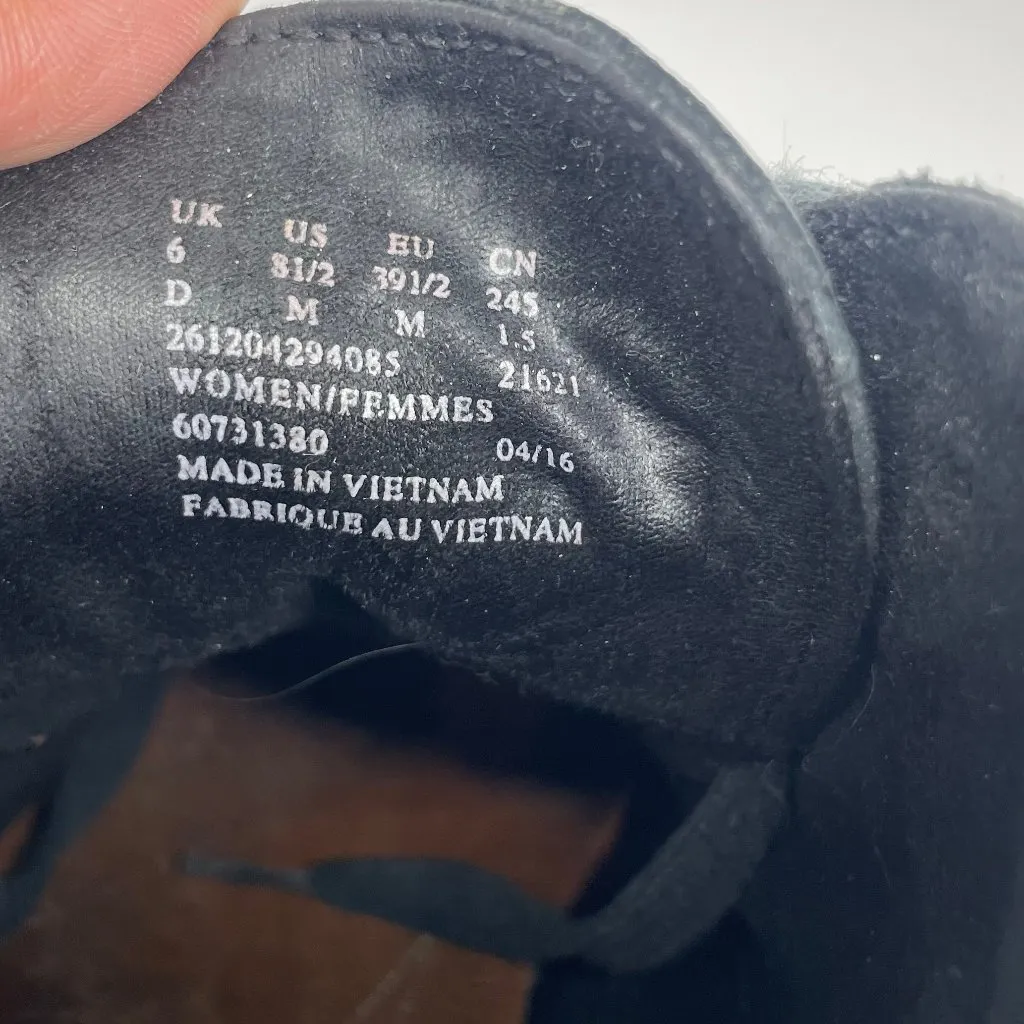 UK US EU CN
6 81/2 391/2 245
D M M 1.5
261204294085 21621
WOMEN/FEMMES
60731380 04/16
MADE IN VIETNAM
FABRIQUE AU VIETNAM